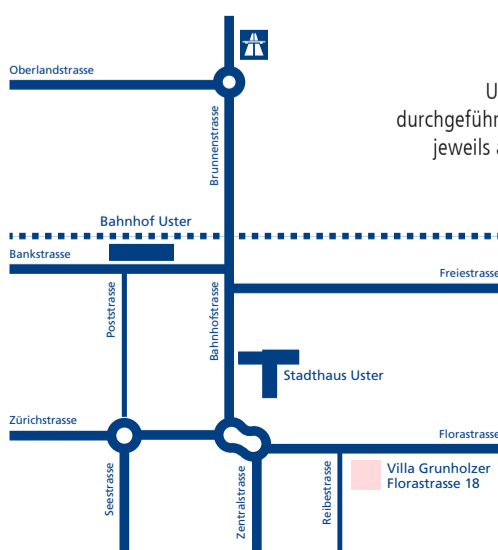 Oberlandstrasse
Brunnenstrasse
durchgeführ
jeweils a
Bahnhof Uster
Bankstrasse
Freiestrasse
Poststrasse
Bahnhofstrasse
Stadthaus Uster
Zürichstrasse
Florastrasse
Seestrasse
Zentralstrasse
Reibestrasse
Villa Grunholzer
Florastrasse 18